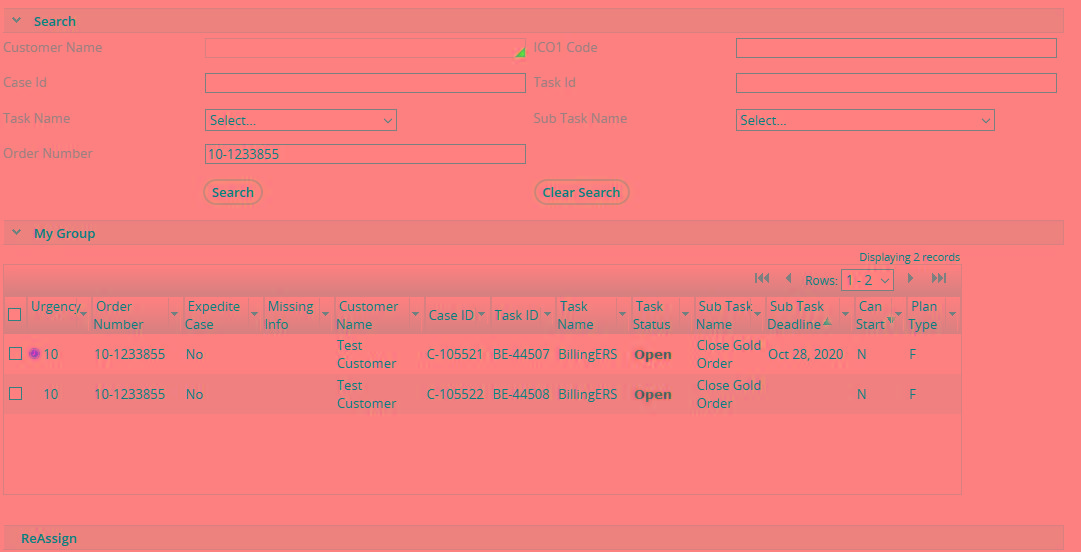 Search
Customer Name ICO1 Code
Case Id Task Id
Task Name Select... Sub Task Name Select...
Order Number 10-1233855
Search Clear Search
My Group
Displaying 2 records
Rows: 1 - 2
Urgency Order Number Expedite Case Missing Info Customer Name Case ID Task ID Task Name Task Status Sub Task Name Sub Task Deadline Can Start Plan Type
10 10-1233855 No Test Customer C-105521 BE-44507 BillingERS Open Close Gold Order Oct 28, 2020 N F
10 10-1233855 No Test Customer C-105522 BE-44508 BillingERS Open Close Gold Order N F
ReAssign